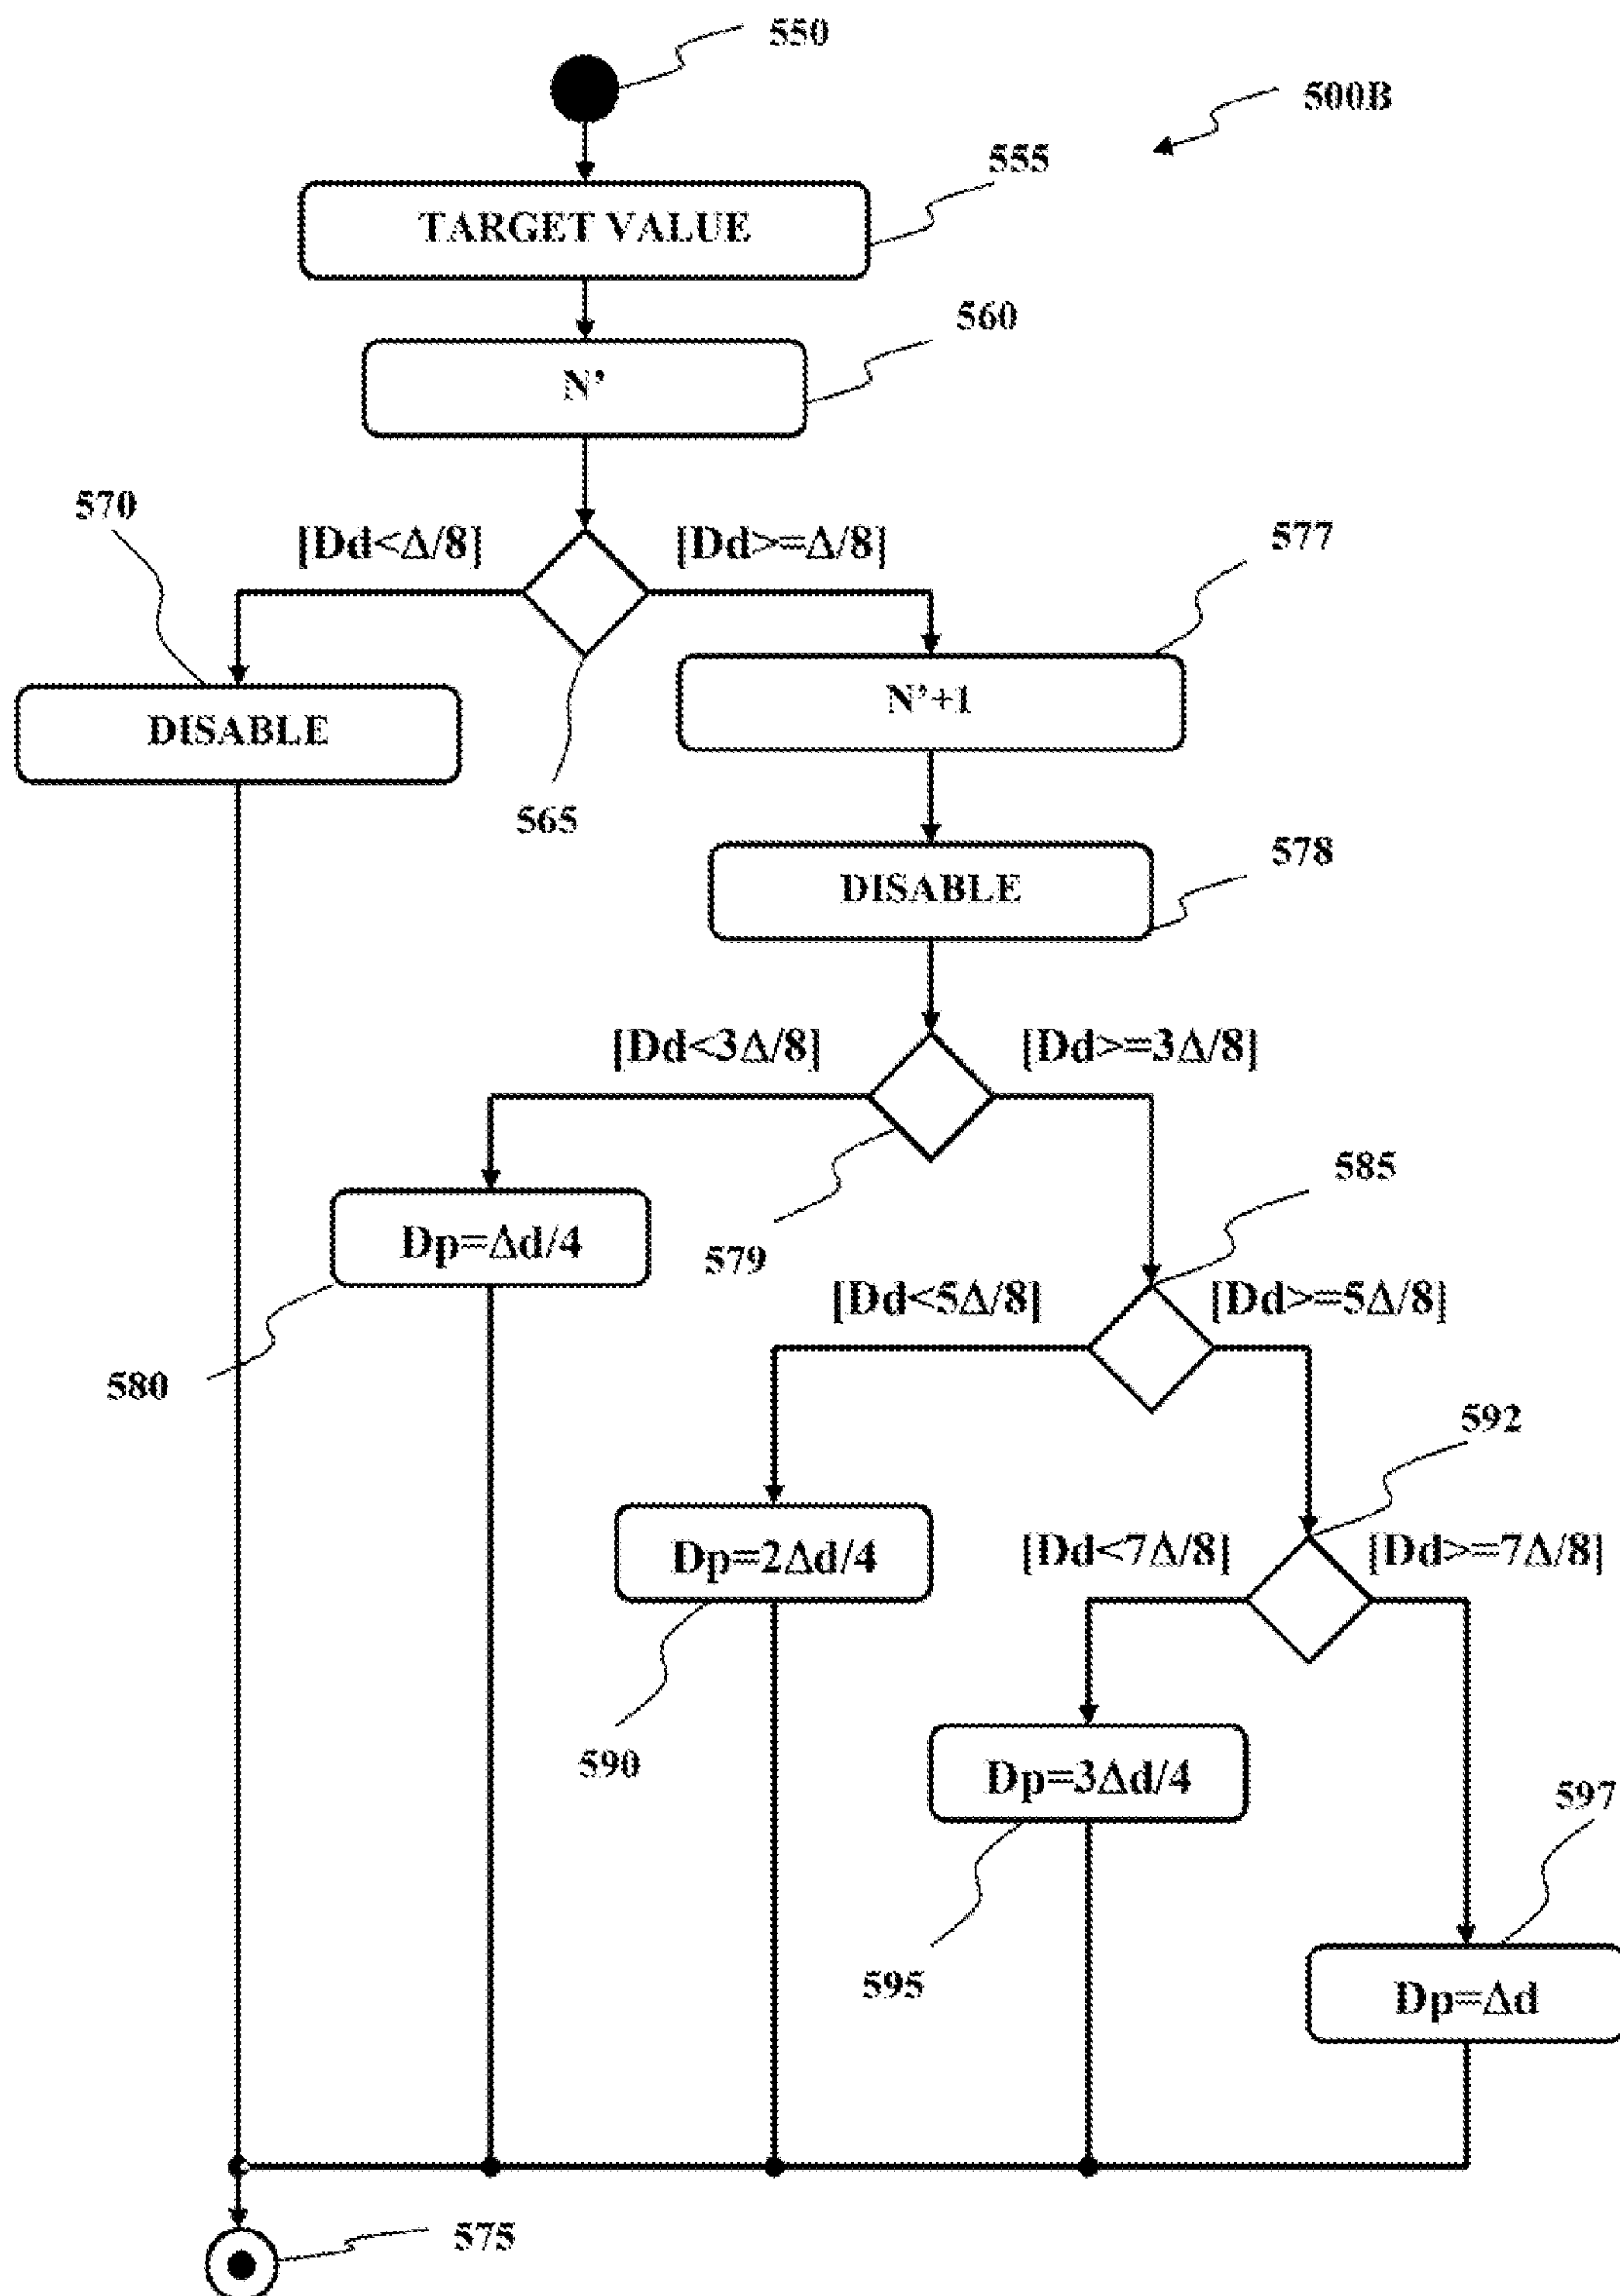 550
500B
555
TARGET VALUE
560
N'
570
[Dd<Δ/8]
[Dd>=Δ/8]
577
DISABLE
N'+1
565
578
DISABLE
[Dd<3Δ/8]
[Dd>=3Δ/8]
585
Dp=Δd/4
579
[Dd<5Δ/8]
[Dd>=5Δ/8]
580
592
Dp=2Δd/4
[Dd<7Δ/8]
[Dd>=7Δ/8]
590
Dp=3Δd/4
597
595
Dp=Δd
575